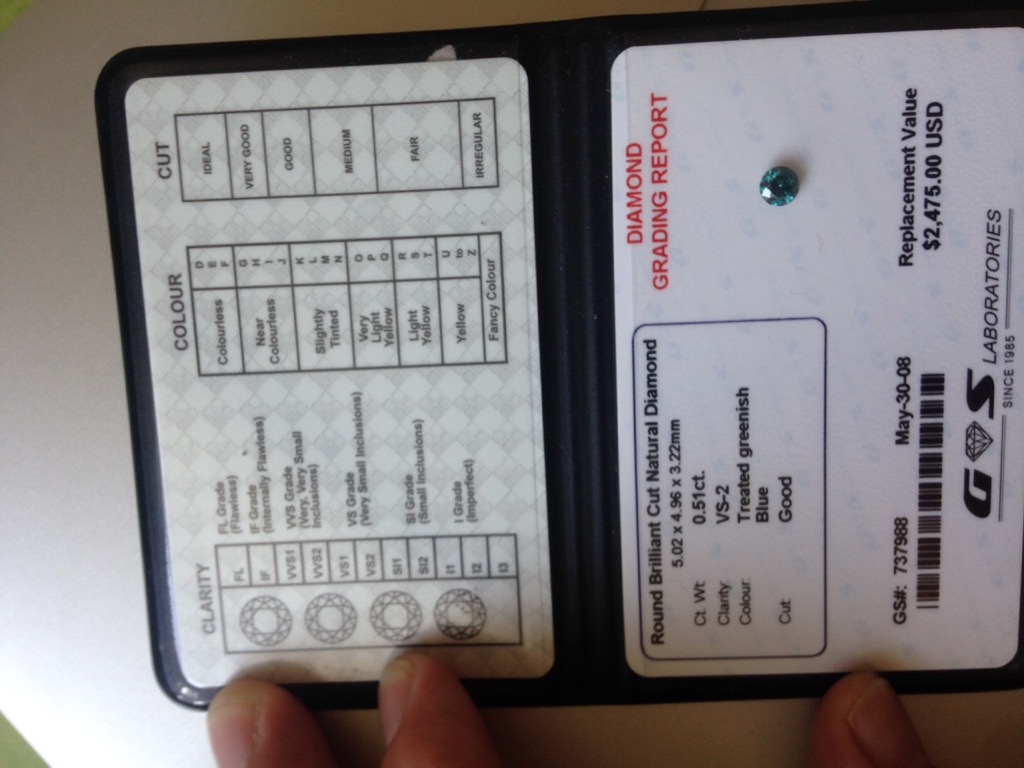 CLARITY
FL
IF
VVS1
VVS2
VS1
VS2
SI1
SI2
I1
I2
I3
FL Grade
(Flawless)
IF Grade
(Internally Flawless)
VVS Grade
(Very, Very Small
Inclusions)
VS Grade
(Very Small Inclusions)
SI Grade
(Small Inclusions)
I Grade
(Imperfect)
COLOUR
Colourless
D
E
F
Near
Colourless
G
H
I
J
Slightly
Tinted
K
L
M
N
Very
Light
Yellow
O
P
Q
Light
Yellow
R
S
T
Yellow
U
to
Z
Fancy Colour
CUT
IDEAL
VERY GOOD
GOOD
MEDIUM
FAIR
IRREGULAR
DIAMOND
GRADING REPORT
Round Brilliant Cut Natural Diamond
5.02 x 4.96 x 3.22mm
Ct. Wt: 0.51ct.
Clarity: VS-2
Colour: Treated greenish
Blue
Cut: Good
GS#: 737988 May-30-08
Replacement Value
$2,475.00 USD
GS LABORATORIES
SINCE 1985